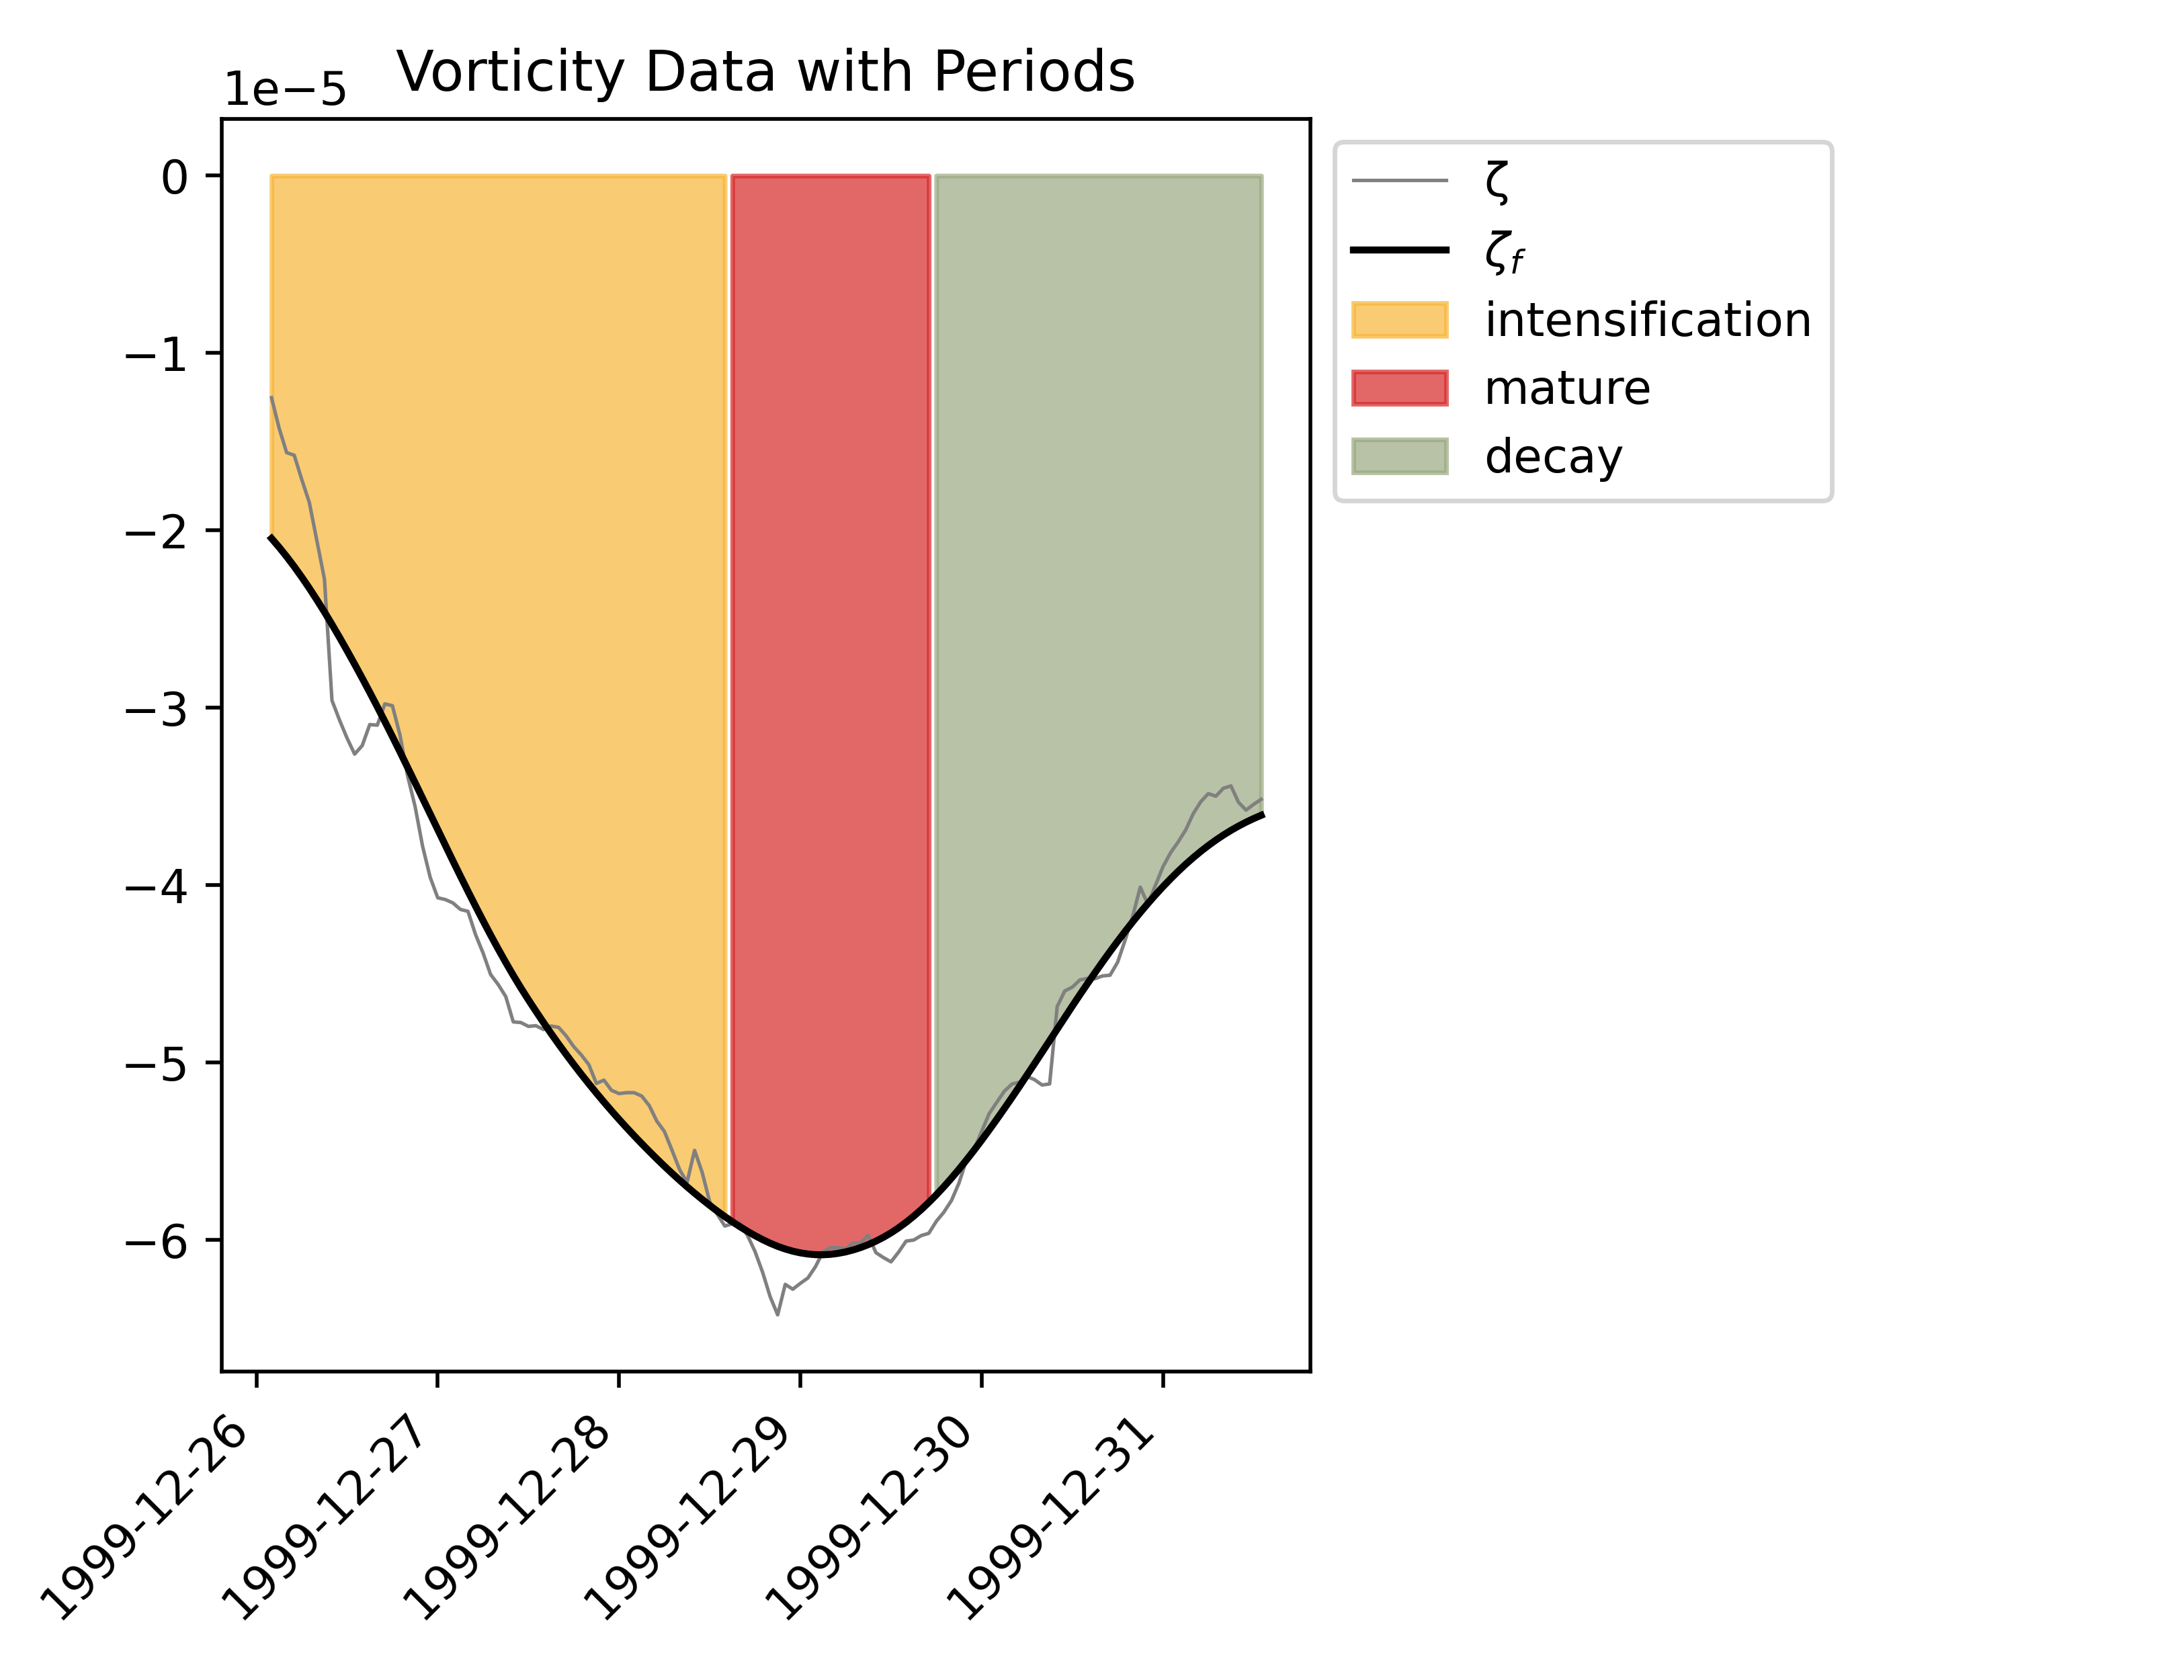 Vorticity Data with Periods
1e−5
0
−1
−2
−3
−4
−5
−6
1999-12-26
1999-12-27
1999-12-28
1999-12-29
1999-12-30
1999-12-31
ζ
ζf
intensification
mature
decay